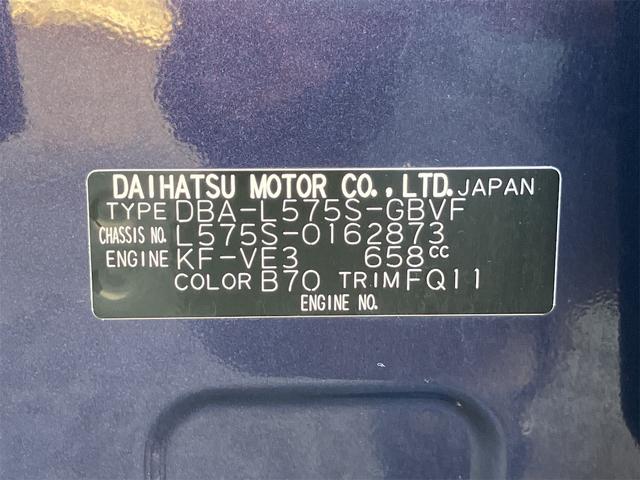 DAIHATSU MOTOR CO.,LTD. JAPAN
TYPE DBA-L575S-GBVF
CHASSIS NO. L575S-0162873
ENGINE KF-VE3 658cc
COLOR B70 TRIM FQ11
ENGINE NO.